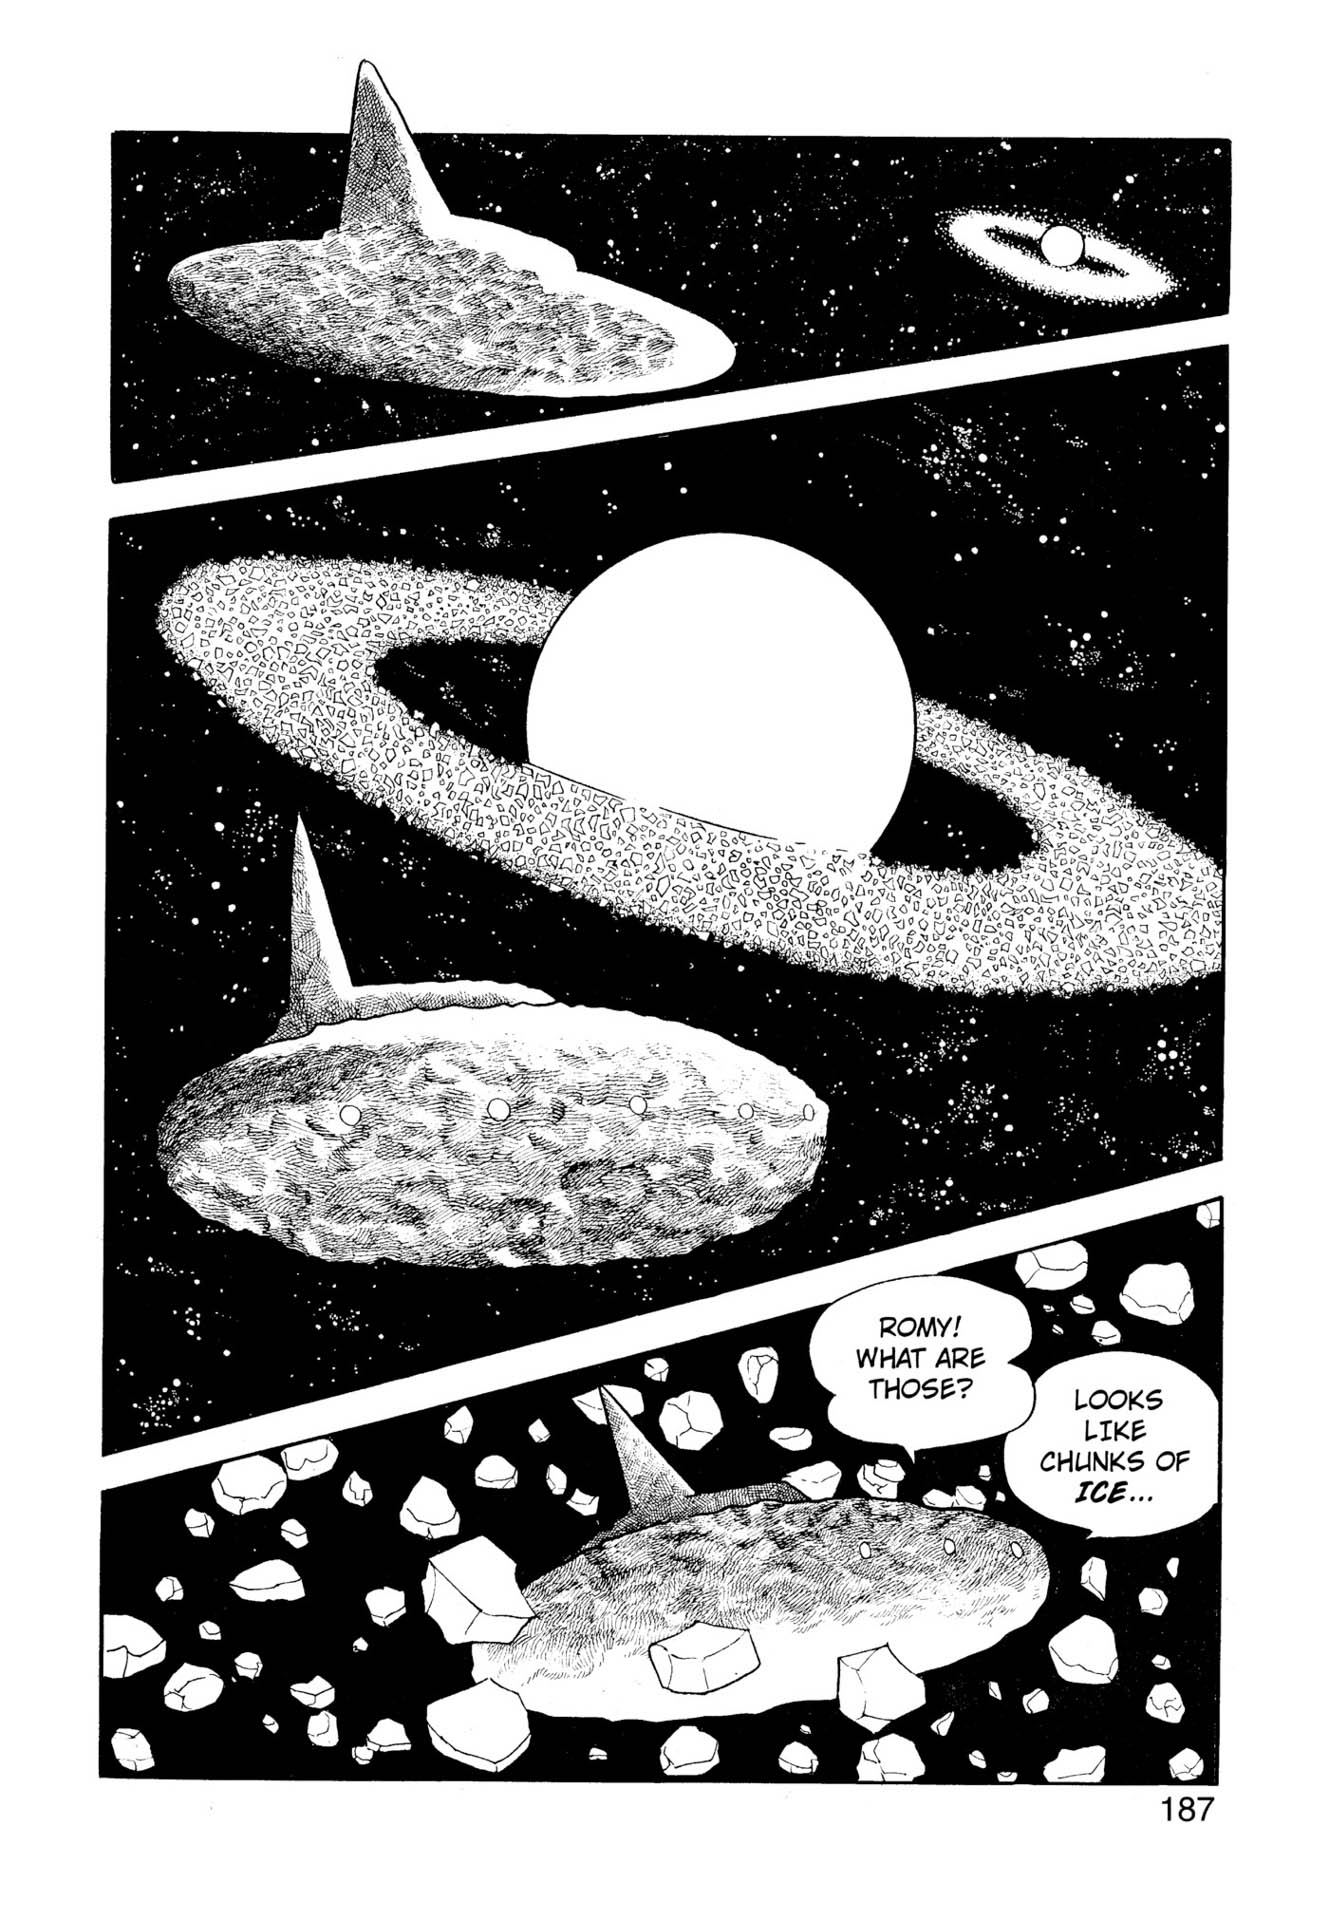 ROMY!
WHAT ARE
THOSE?
LOOKS
LIKE
CHUNKS OF
ICE...
187